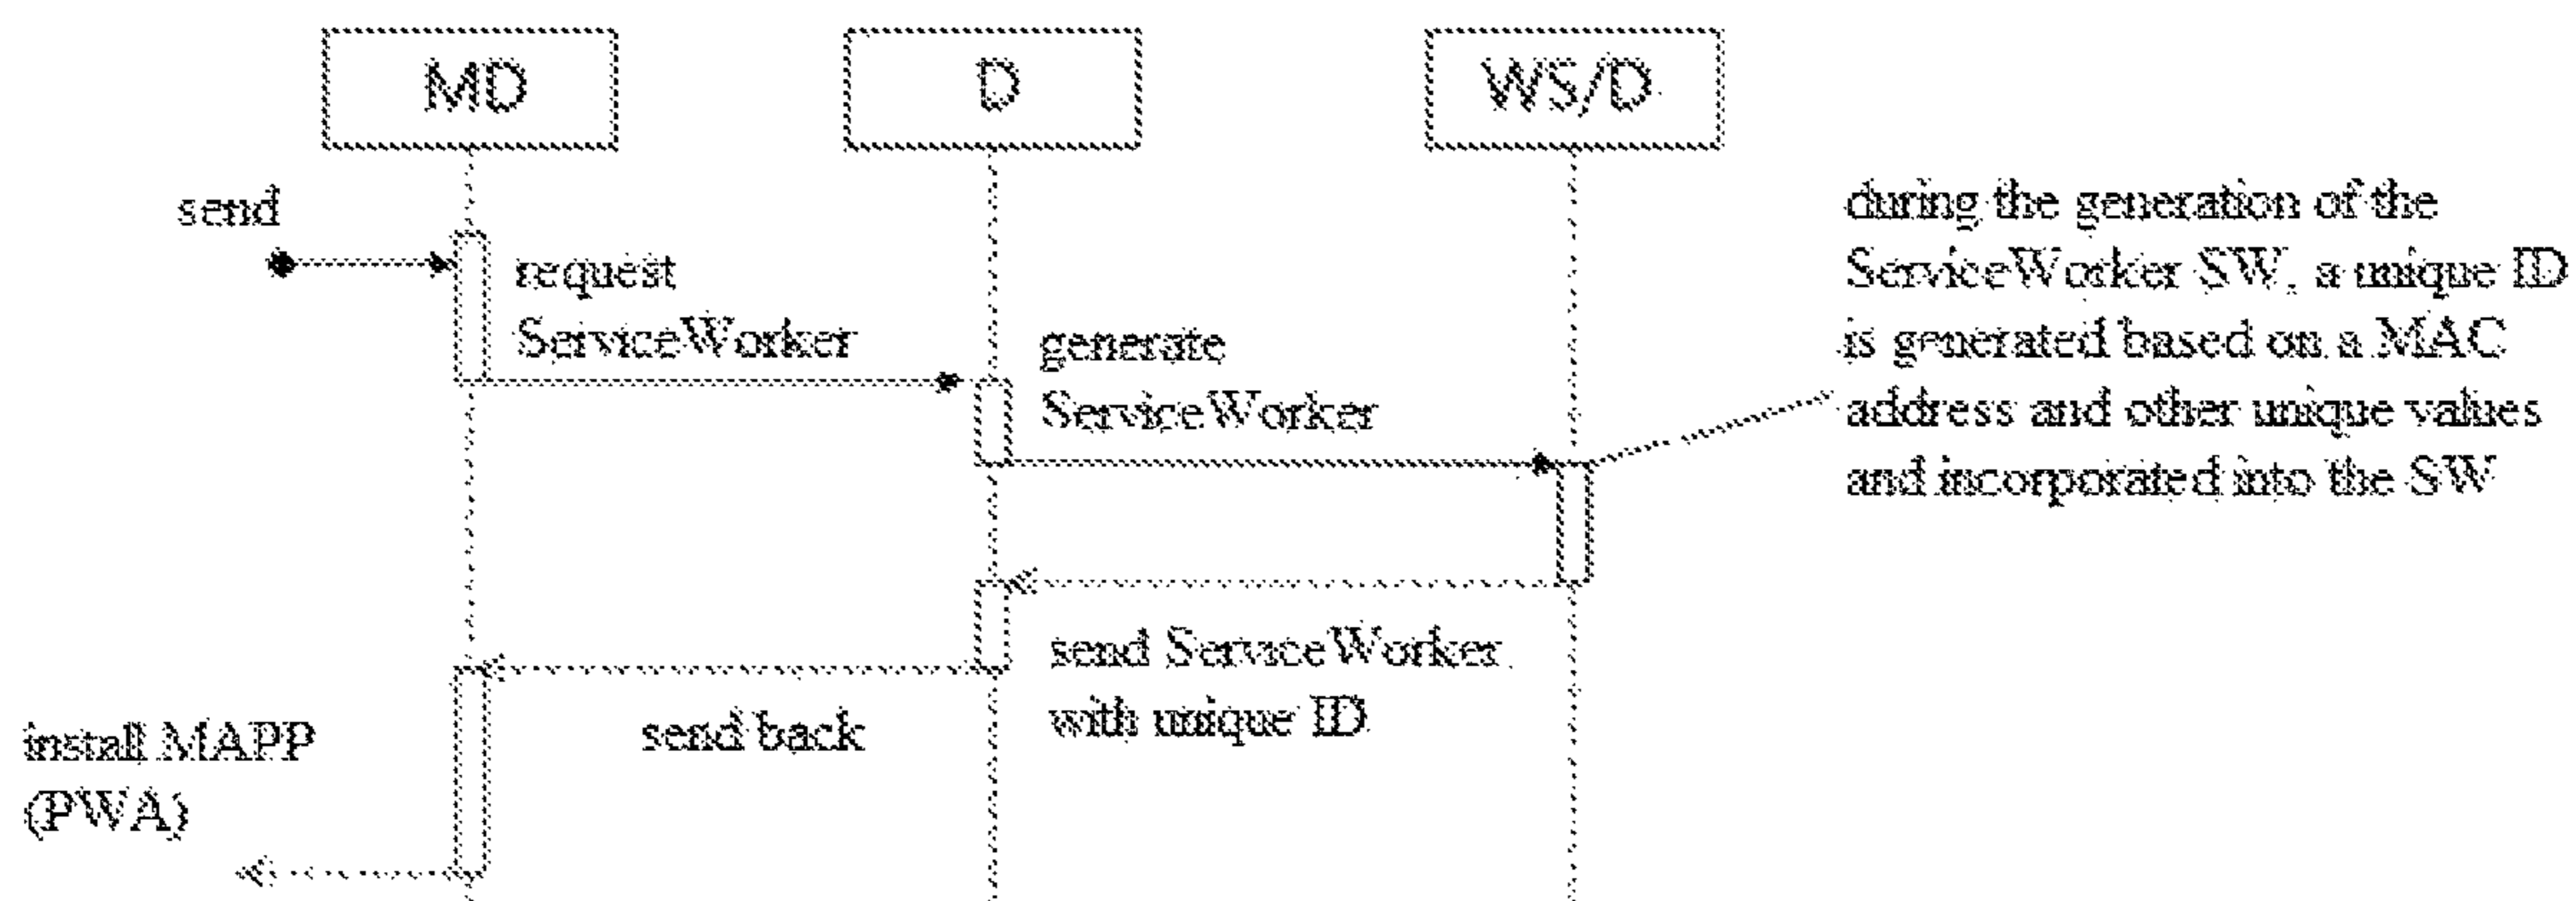 MD
D
WS/D
send
request
ServiceWorker
generate
ServiceWorker
during the generation of the
ServiceWorker SW, a unique ID
is generated based on a MAC
address and other unique values
and incorporated into the SW
send ServiceWorker
with unique ID
send back
install MAPP
(PWA)